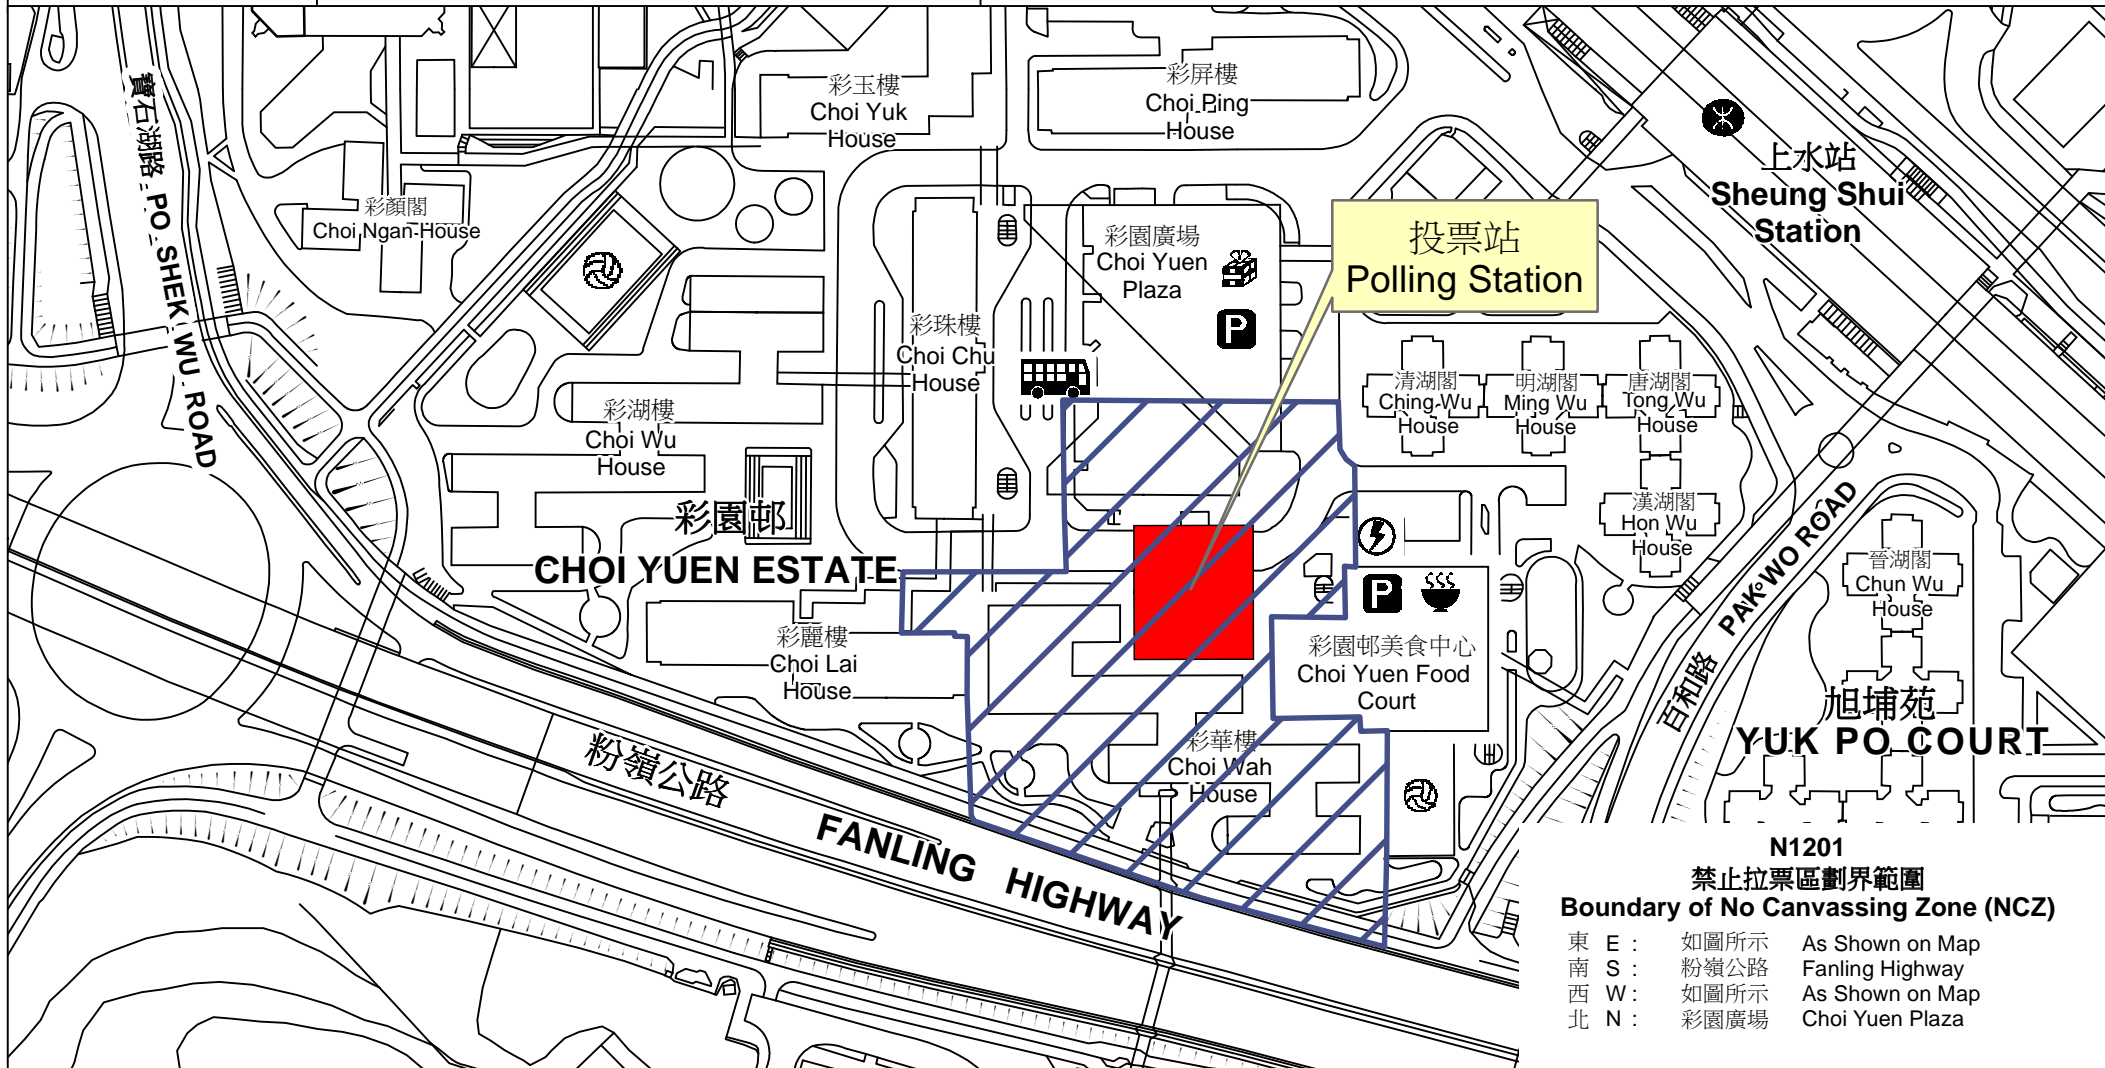 彩玉樓
Choi Yuk
House
彩屏樓
Choi Ping
House
上水站
Sheung Shui
Station
寶石湖路 PO SHEK WU ROAD
彩顏閣
Choi Ngan House
彩園廣場
Choi Yuen
Plaza
P
投票站
Polling Station
彩珠樓
Choi Chu
House
清湖閣
Ching Wu
House
明湖閣
Ming Wu
House
唐湖閣
Tong Wu
House
彩湖樓
Choi Wu
House
漢湖閣
Hon Wu
House
彩園邨
CHOI YUEN ESTATE
晉湖閣
Chun Wu
House
百和路 PAK WO ROAD
P
彩麗樓
Choi Lai
House
彩園邨美食中心
Choi Yuen Food
Court
旭埔苑
YUK PO COURT
彩華樓
Choi Wah
House
粉嶺公路
FANLING HIGHWAY
N1201
禁止拉票區劃界範圍
Boundary of No Canvassing Zone (NCZ)
東 E : 如圖所示 As Shown on Map
南 S : 粉嶺公路 Fanling Highway
西 W : 如圖所示 As Shown on Map
北 N : 彩園廣場 Choi Yuen Plaza